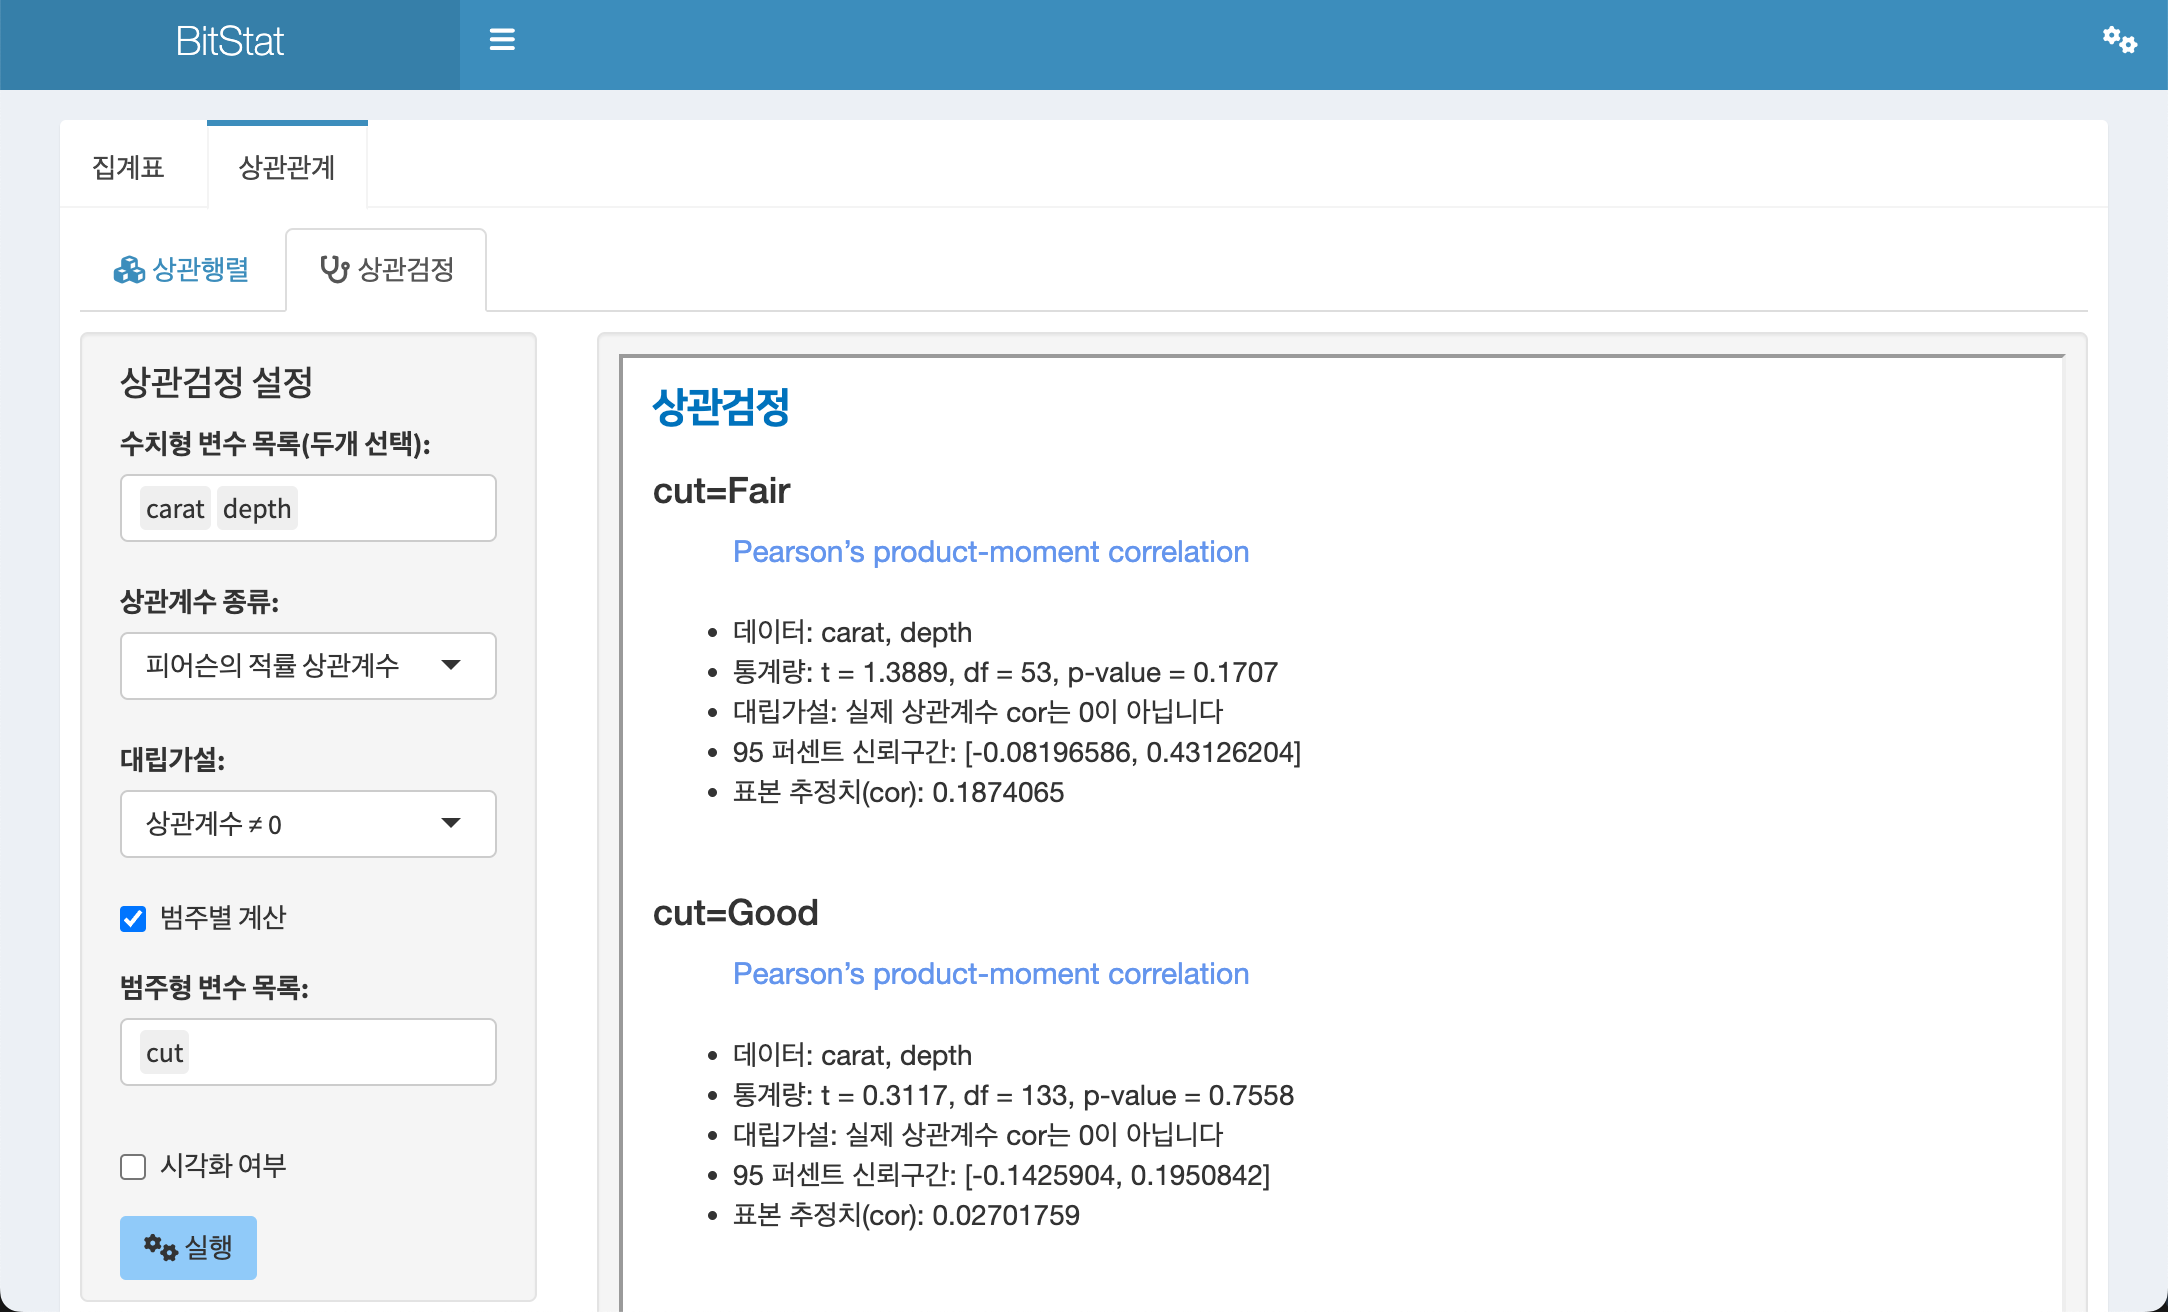 BitStat
집계표
상관관계
상관행렬
상관검정
상관검정 설정
수치형 변수 목록(두개 선택):
carat depth
상관계수 종류:
피어슨의 적률 상관계수
대립가설:
상관계수 ≠ 0
범주별 계산
범주형 변수 목록:
cut
시각화 여부
실행
상관검정
cut=Fair
Pearson’s product-moment correlation
• 데이터: carat, depth
• 통계량: t = 1.3889, df = 53, p-value = 0.1707
• 대립가설: 실제 상관계수 cor는 0이 아닙니다
• 95 퍼센트 신뢰구간: [-0.08196586, 0.43126204]
• 표본 추정치(cor): 0.1874065
cut=Good
Pearson’s product-moment correlation
• 데이터: carat, depth
• 통계량: t = 0.3117, df = 133, p-value = 0.7558
• 대립가설: 실제 상관계수 cor는 0이 아닙니다
• 95 퍼센트 신뢰구간: [-0.1425904, 0.1950842]
• 표본 추정치(cor): 0.02701759